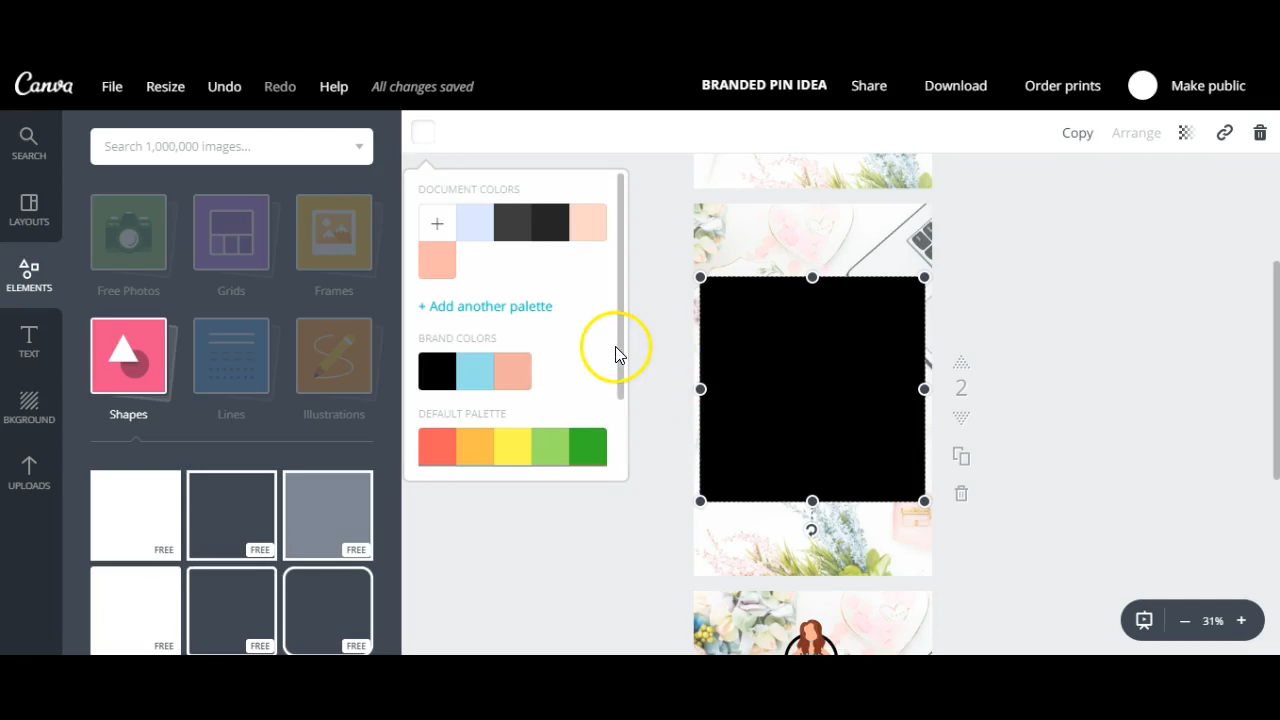 Canva File Resize Undo Redo Help All changes saved BRANDED PIN IDEA Share Download Order prints Make public
Search 1,000,000 images...
Copy Arrange
SEARCH
LAYOUTS
ELEMENTS
TEXT
BKGROUND
UPLOADS
Free Photos Grids Frames
Shapes Lines Illustrations
FREE FREE FREE
FREE FREE FREE
DOCUMENT COLORS
+
+ Add another palette
BRAND COLORS
DEFAULT PALETTE
2
31%